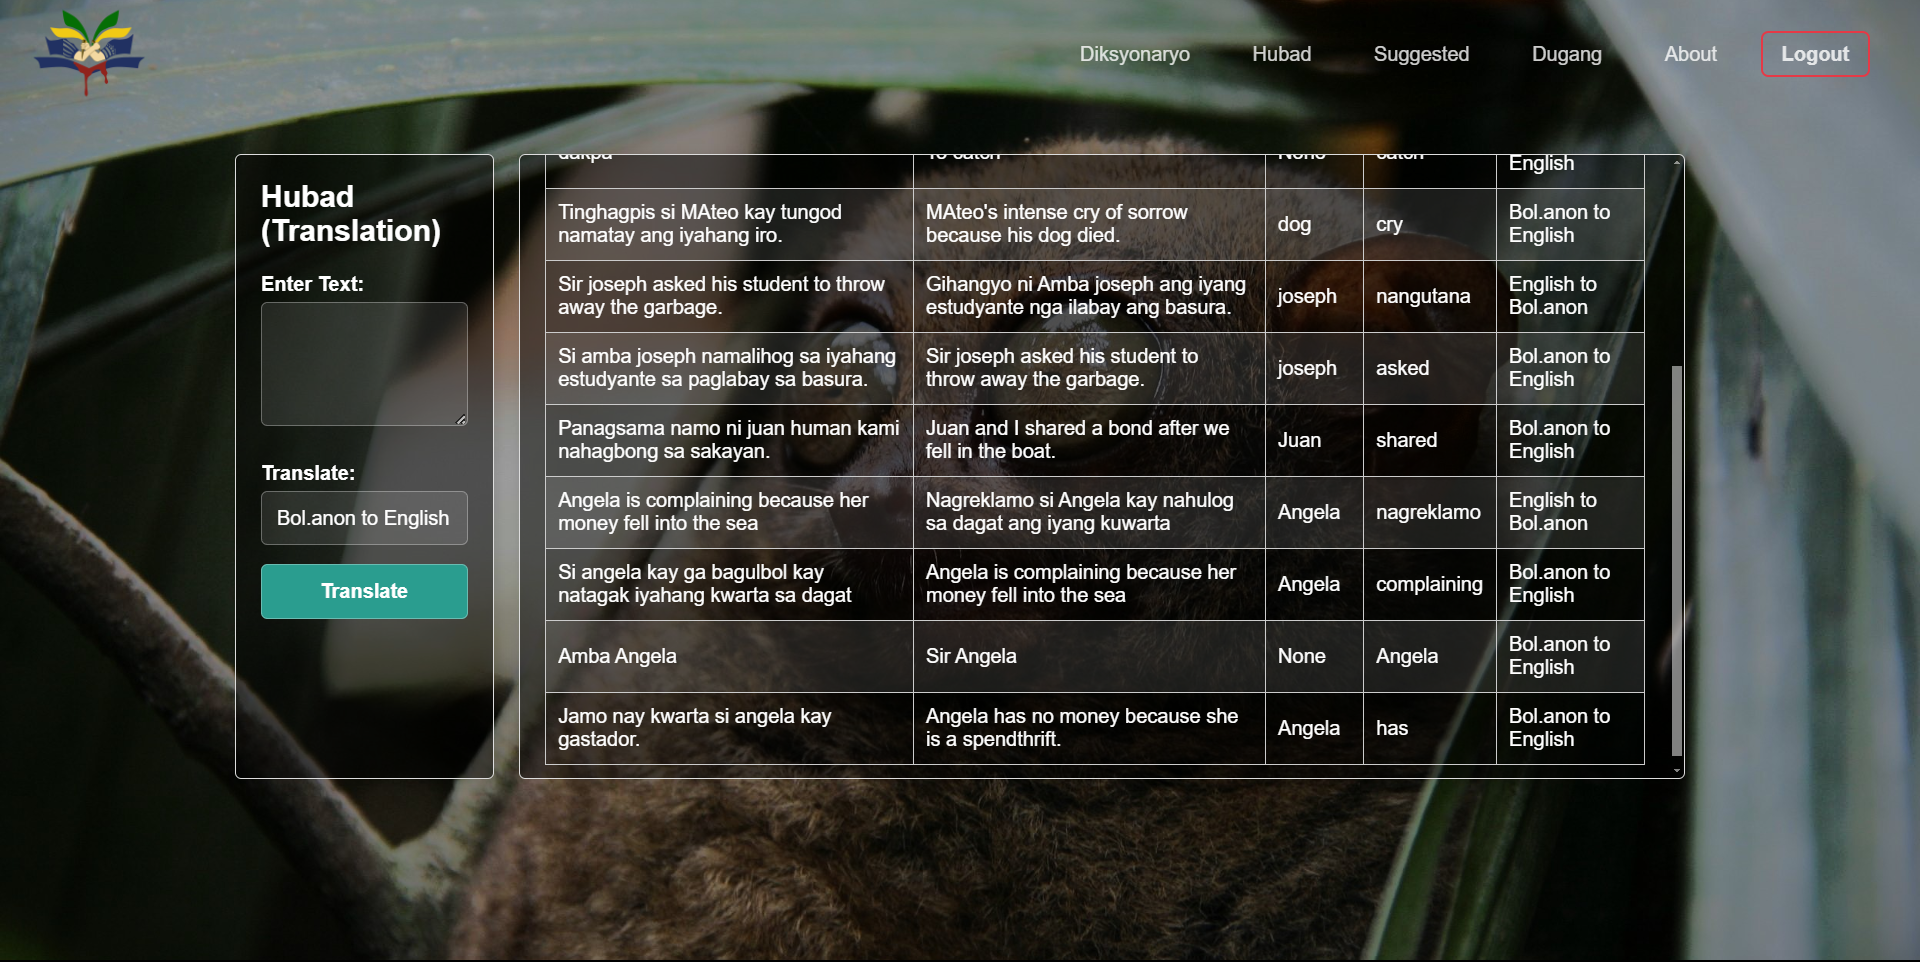 Diksyonaryo
Hubad
Suggested
Dugang
About
Logout
Hubad
(Translation)
Enter Text:
Translate:
Bol.anon to English
Translate
English
Tinghagpis si MAteo kay tungod
namatay ang iyahang iro.
MAteo's intense cry of sorrow
because his dog died.
dog
cry
Bol.anon to
English
Sir joseph asked his student to throw
away the garbage.
Gihangyo ni Amba joseph ang iyang
estudyante nga ilabay ang basura.
joseph
nangutana
English to
Bol.anon
Si amba joseph namalihog sa iyahang
estudyante sa paglabay sa basura.
Sir joseph asked his student to
throw away the garbage.
joseph
asked
Bol.anon to
English
Panagsama namo ni juan human kami
nahagbong sa sakayan.
Juan and I shared a bond after we
fell in the boat.
Juan
shared
Bol.anon to
English
Angela is complaining because her
money fell into the sea
Nagreklamo si Angela kay nahulog
sa dagat ang iyang kuwarta
Angela
nagreklamo
English to
Bol.anon
Si angela kay ga bagulbol kay
natagak iyahang kwarta sa dagat
Angela is complaining because her
money fell into the sea
Angela
complaining
Bol.anon to
English
Amba Angela
Sir Angela
None
Angela
Bol.anon to
English
Jamo nay kwarta si angela kay
gastador.
Angela has no money because she
is a spendthrift.
Angela
has
Bol.anon to
English